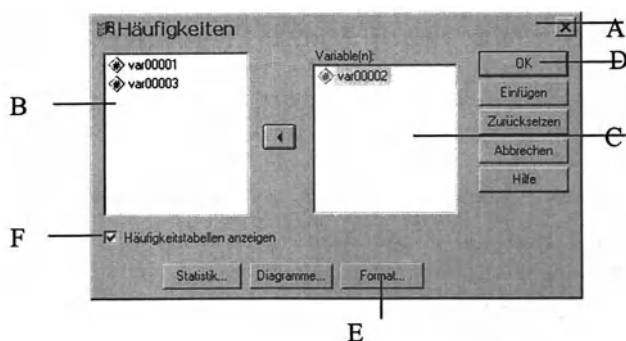 Häufigkeiten
A
Variable(n):
var00001
var00003
var00002
OK
D
Einfügen
B
Zurücksetzen
C
Abbrechen
Hilfe
F
Häufigkeitstabellen anzeigen
Statistik...
Diagramme...
Format...
E